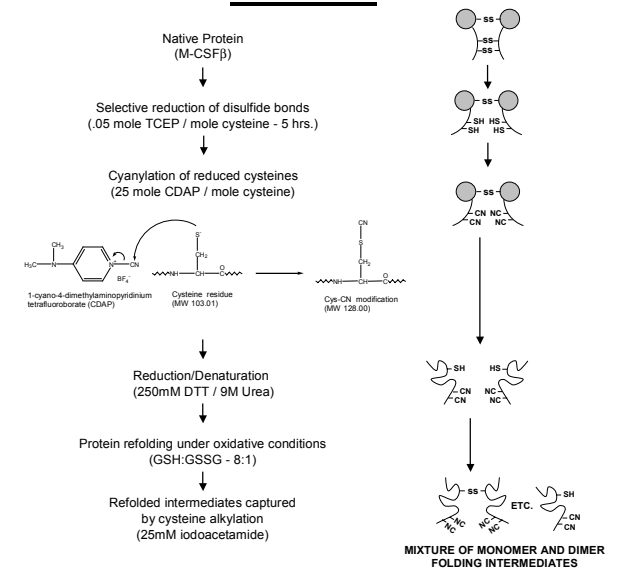 Native Protein
(M-CSFβ)
Selective reduction of disulfide bonds
(.05 mole TCEP / mole cysteine - 5 hrs.)
Cyanylation of reduced cysteines
(25 mole CDAP / mole cysteine)
CH₃
H₃C
N
N⁺
CN
BF₄⁻
1-cyano-4-dimethylaminopyridinium
tetrafluoroborate (CDAP)
S⁻
CH₂
NH
CH
C
O
Cysteine residue
(MW 103.01)
CN
S
CH₂
NH
CH
C
O
Cys-CN modification
(MW 128.00)
Reduction/Denaturation
(250mM DTT / 9M Urea)
Protein refolding under oxidative conditions
(GSH:GSSG - 8:1)
Refolded intermediates captured
by cysteine alkylation
(25mM iodoacetamide)
ss
ss
ss
ss
SH HS
SH HS
ss
CN NC
CN NC
SH HS
CN NC
CN NC
ss
NC NC
NC NC
ETC.
SH
CN
CN
MIXTURE OF MONOMER AND DIMER
FOLDING INTERMEDIATES